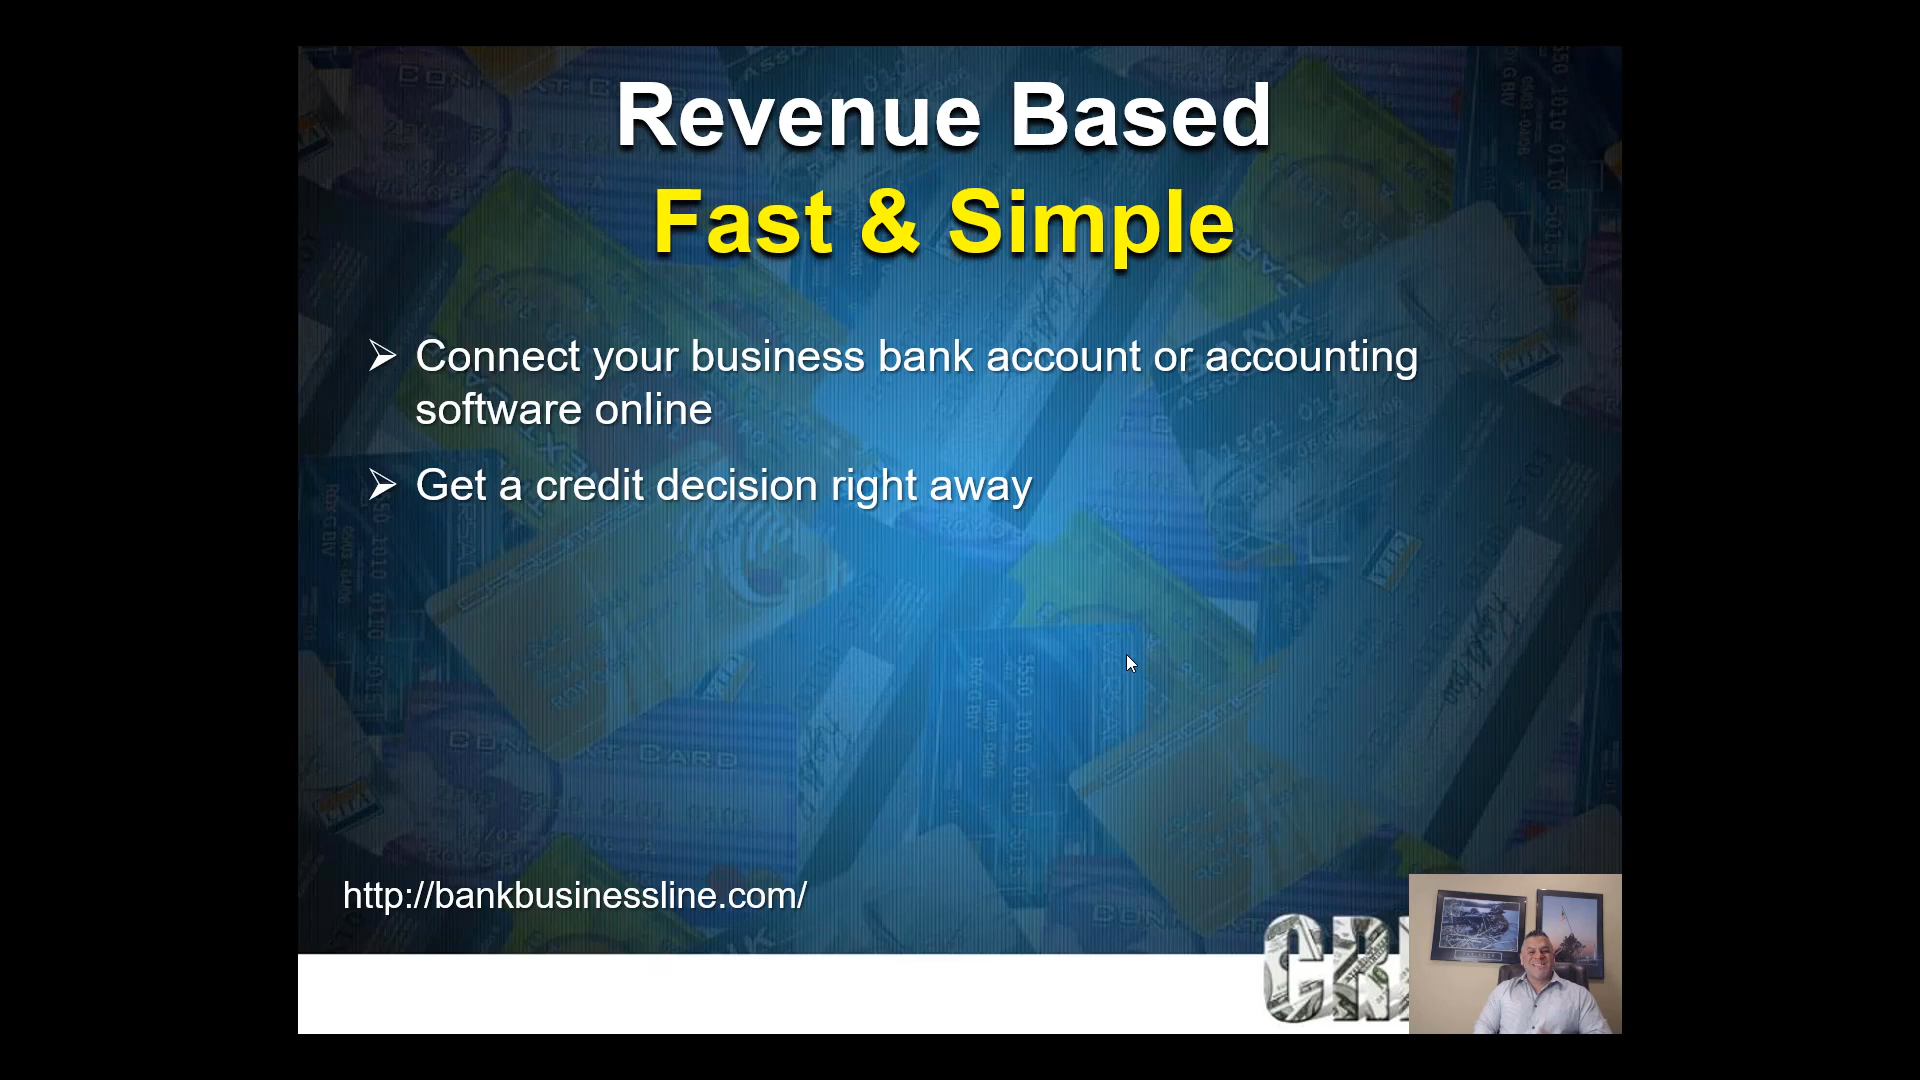 Revenue Based
Fast & Simple
➢ Connect your business bank account or accounting
software online
➢ Get a credit decision right away
http://bankbusinessline.com/
CR